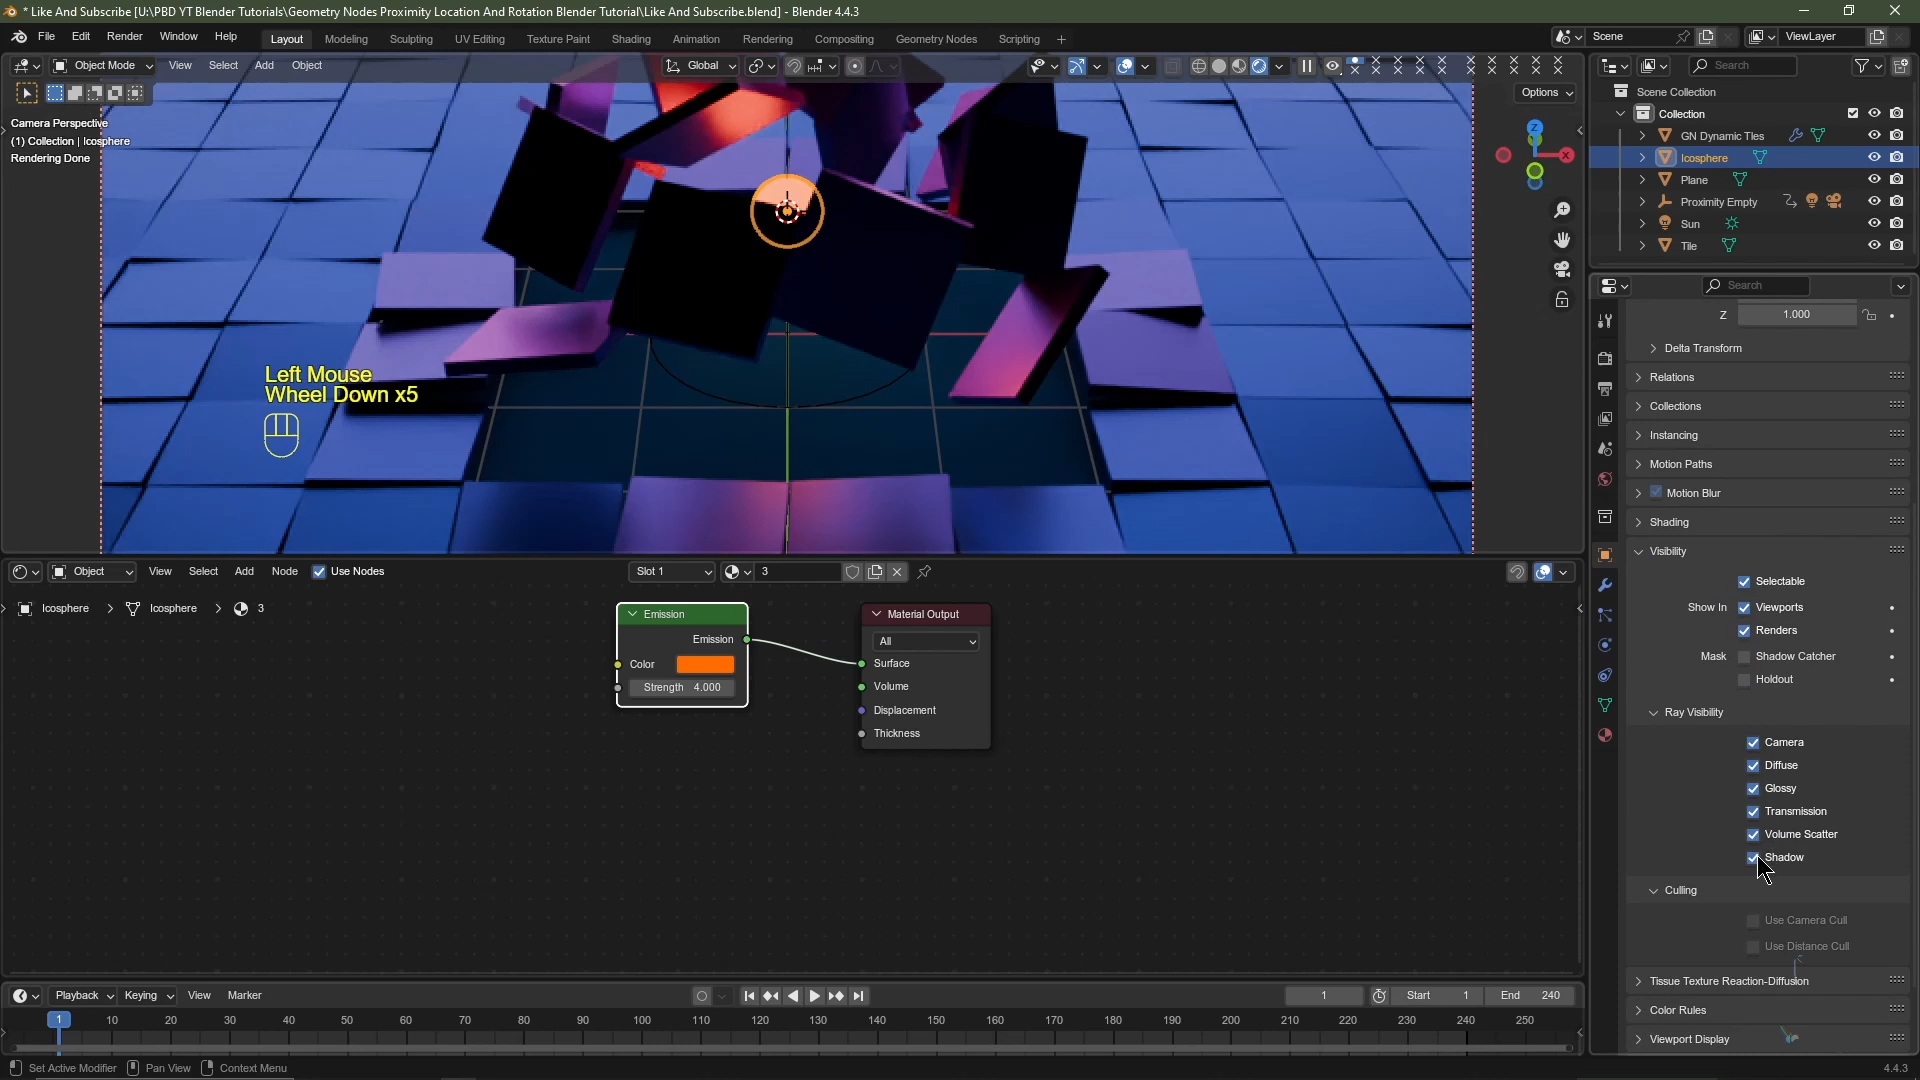 * Like And Subscribe [U:\PBD YT Blender Tutorials\Geometry Nodes Proximity Location And Rotation Blender Tutorial\Like And Subscribe.blend] - Blender 4.4.3
File Edit Render Window Help
Layout Modeling Sculpting UV Editing Texture Paint Shading Animation Rendering Compositing Geometry Nodes Scripting +
Scene
ViewLayer
Object Mode View Select Add Object
Global
Options
Camera Perspective
(1) Collection | Icosphere
Rendering Done
Z
X
Left Mouse
Wheel Down x5
Search
Scene Collection
Collection
GN Dynamic Tles
Icosphere
Plane
Proximity Empty
Sun
Tile
Search
Z 1.000
Delta Transform
Relations
Collections
Instancing
Motion Paths
Motion Blur
Shading
Visibility
Selectable
Show In Viewports
Renders
Mask Shadow Catcher
Holdout
Ray Visibility
Camera
Diffuse
Glossy
Transmission
Volume Scatter
Shadow
Culling
Use Camera Cull
Use Distance Cull
Tissue Texture Reaction-Diffusion
Color Rules
Viewport Display
Object View Select Add Node Use Nodes
Slot 1
3
Icosphere > Icosphere > 3
Emission
Emission
Color
Strength 4.000
Material Output
All
Surface
Volume
Displacement
Thickness
Playback Keying View Marker
1
Start 1
End 240
1 10 20 30 40 50 60 70 80 90 100 110 120 130 140 150 160 170 180 190 200 210 220 230 240 250
Set Active Modifier Pan View Context Menu
4.4.3